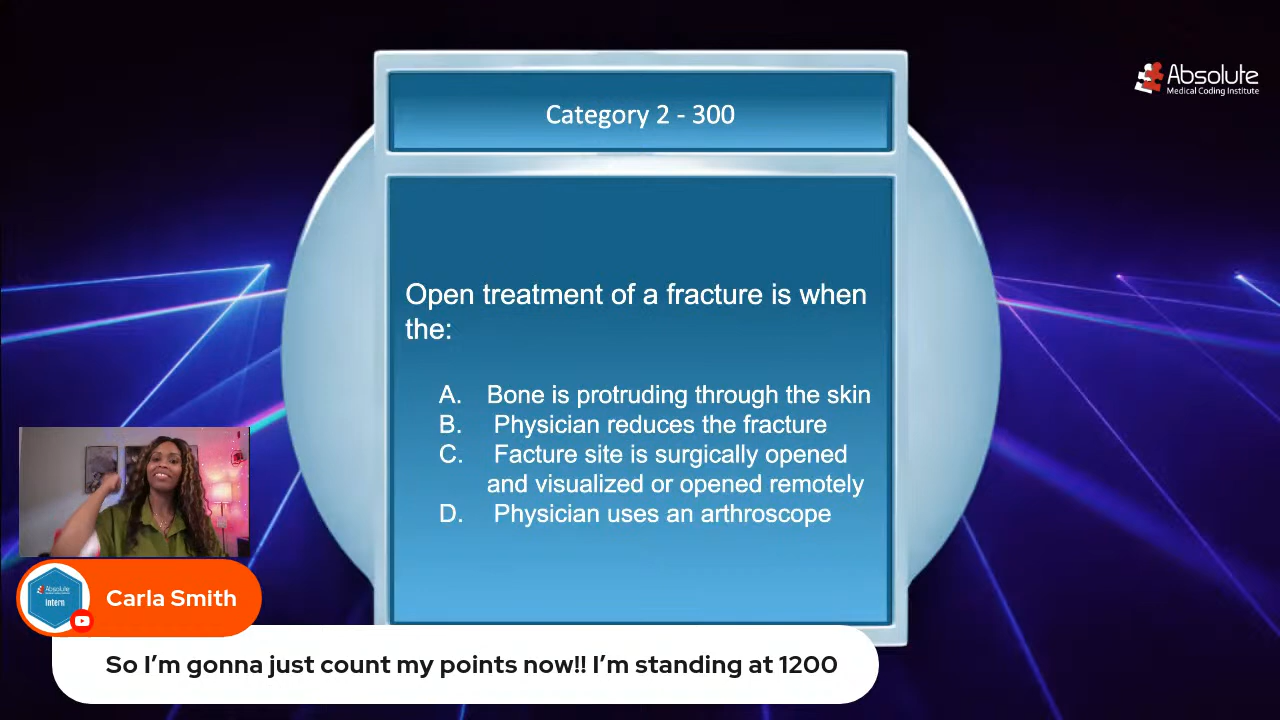 Absolute
Medical Coding Institute
Category 2 - 300
Open treatment of a fracture is when
the:
A. Bone is protruding through the skin
B. Physician reduces the fracture
C. Facture site is surgically opened
and visualized or opened remotely
D. Physician uses an arthroscope
Absolute
Intern
Carla Smith
So I’m gonna just count my points now!! I’m standing at 1200